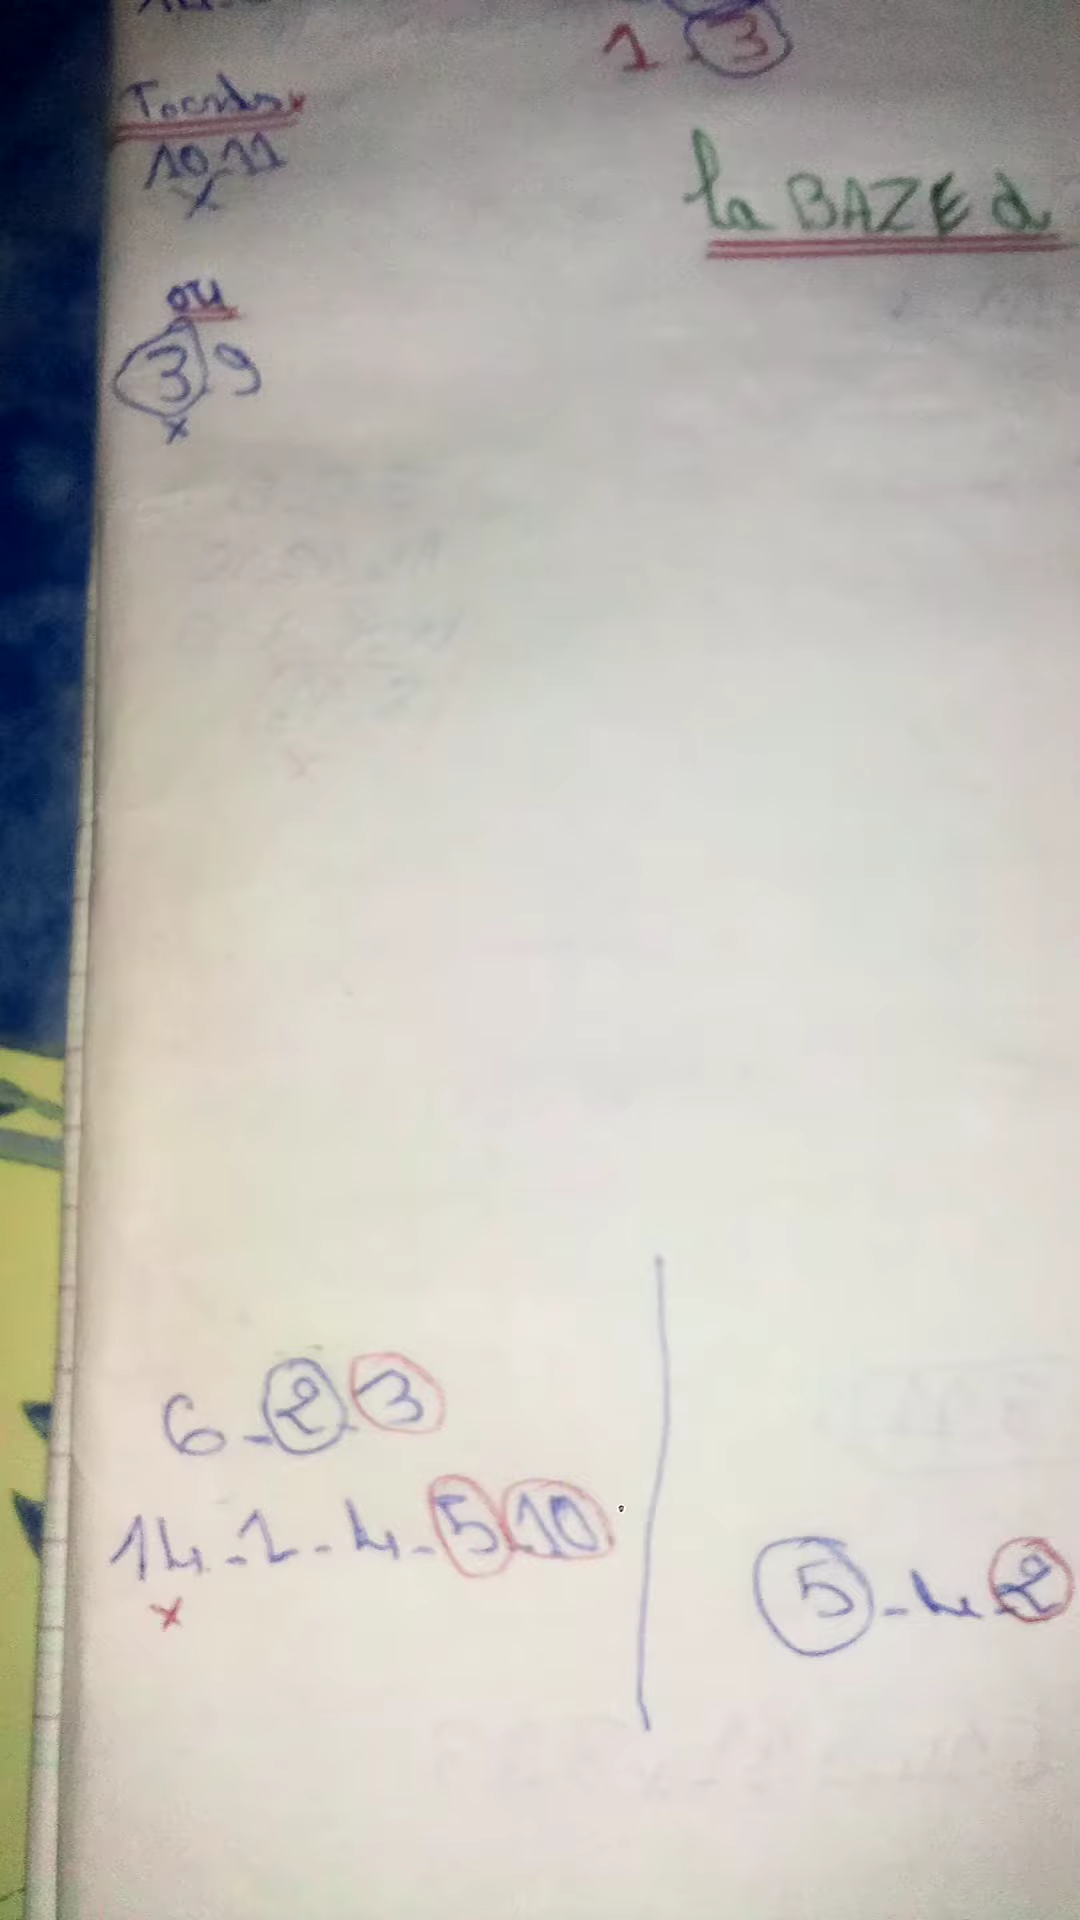 1 3
Tocards x
10.11
x
la BAZE d
ou
3.9
x
6 - 2 . 3
14 - 1 - 4 - 5 10
x
5 - 4 - 2